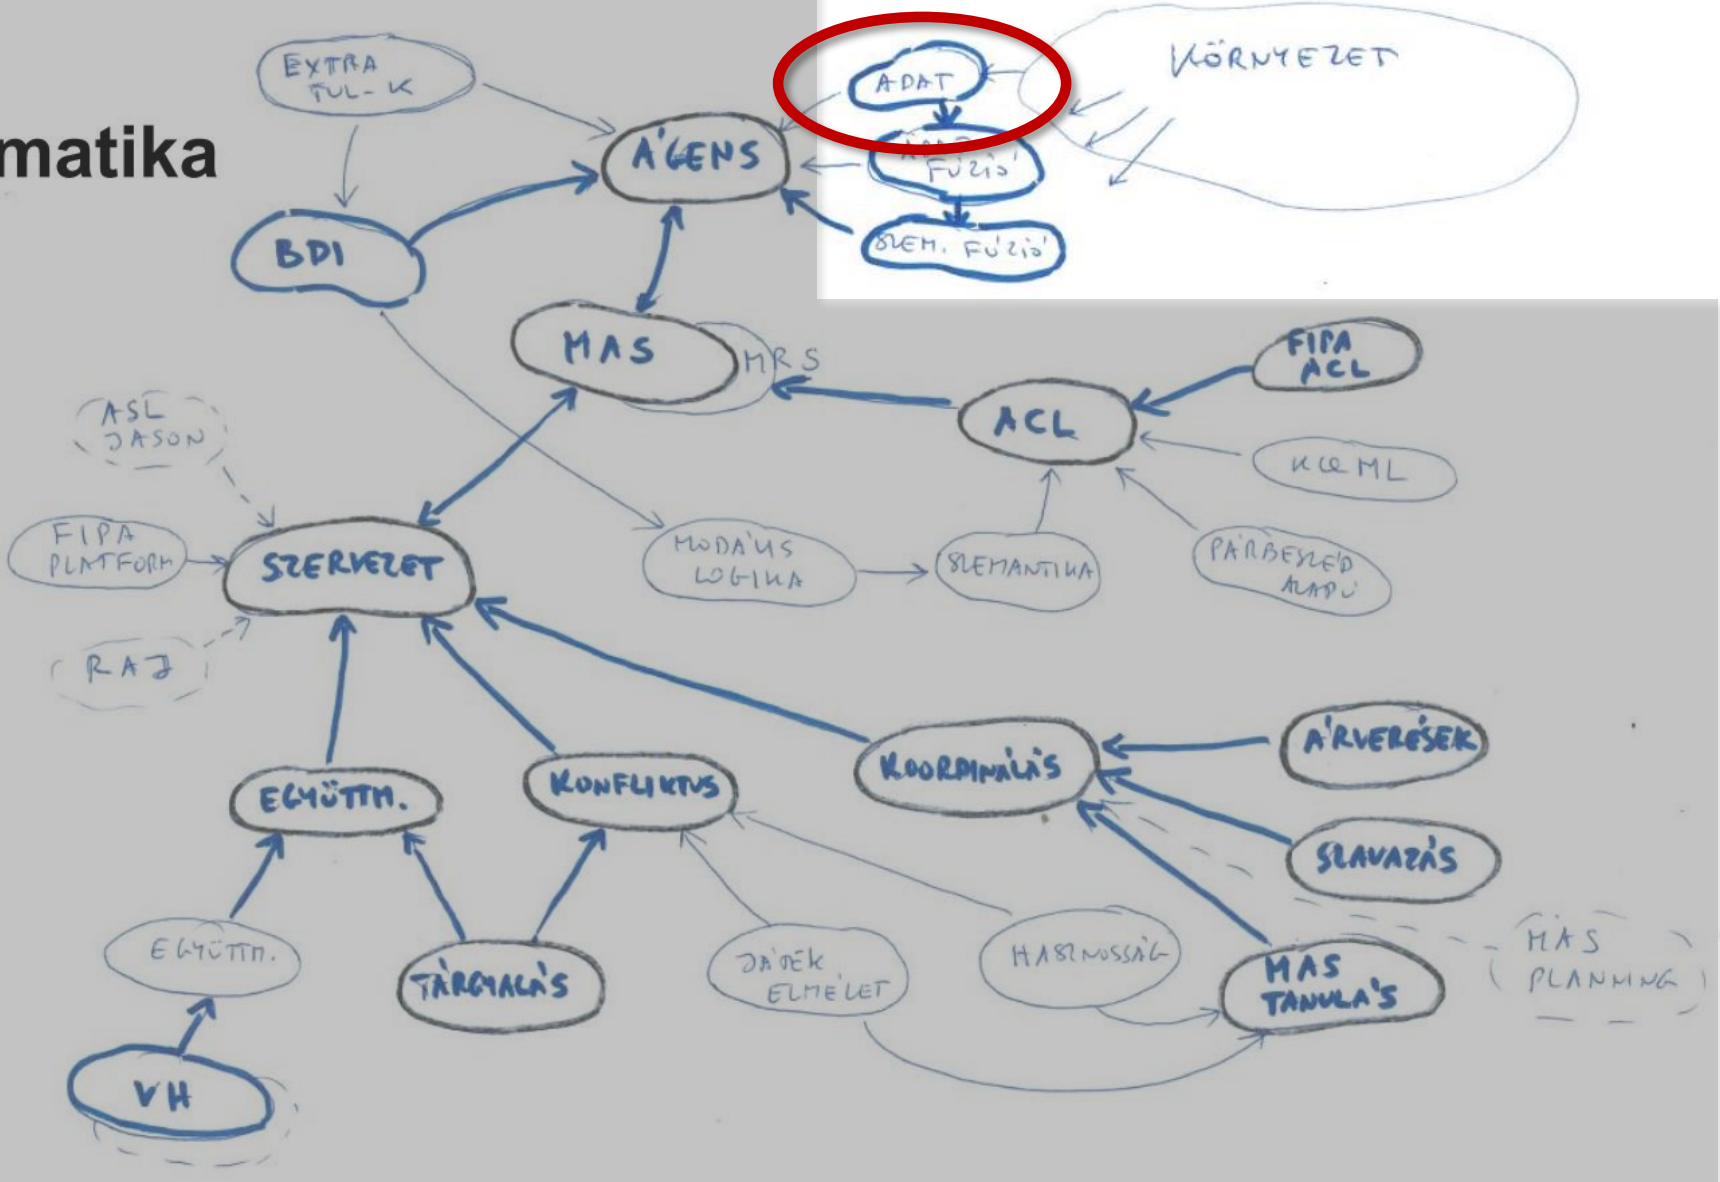 matika
EXTRA
TUL-K
ADAT
KÖRNYEZET
ÁGENS
FÚZIÓ
BDI
SZEM. FÚZIÓ
MAS
MRS
FIPA
ACL
ACL
ASL
JASON
KQML
FIPA
PLATFORM
SZERVEZET
MODÁLIS
LOGIKA
SZEMANTIKA
PÁRBESZÉD
ALAPÚ
RAJ
EGYÜTTM.
KONFLIKTUS
KOORDINÁLÁS
ÁRVERÉSEK
SZAVAZÁS
EGYÜTTM.
TÁRGYALÁS
JÁTÉK
ELMÉLET
HASZNOSSÁG
MAS
TANULÁS
MAS
PLANNING
VH